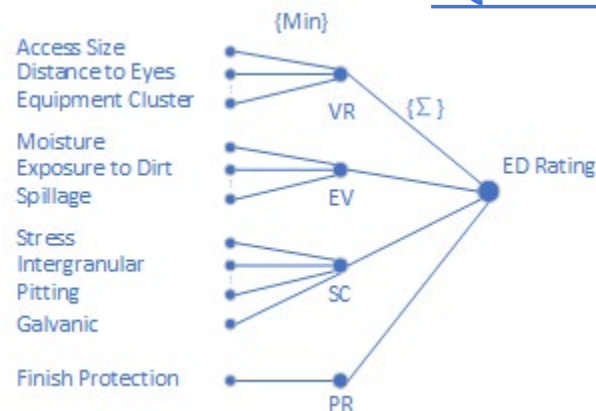 {Min}
Access Size
Distance to Eyes
Equipment Cluster
VR
{Σ}
Moisture
Exposure to Dirt
Spillage
EV
ED Rating
Stress
Intergranular
Pitting
SC
Galvanic
Finish Protection
PR